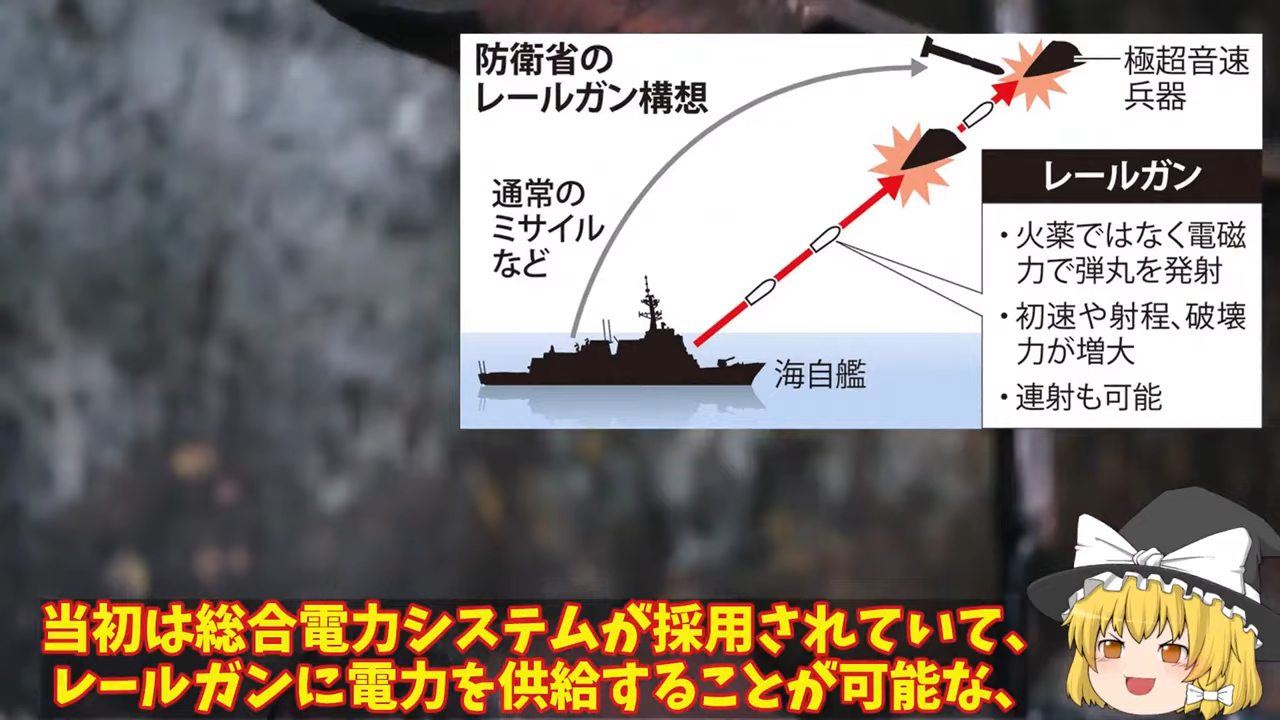 防衛省の
レールガン構想
極超音速
兵器
通常の
ミサイル
など
レールガン
・火薬ではなく電磁
力で弾丸を発射
・初速や射程、破壊
力が増大
・連射も可能
海自艦
当初は総合電力システムが採用されていて、
レールガンに電力を供給することが可能な、